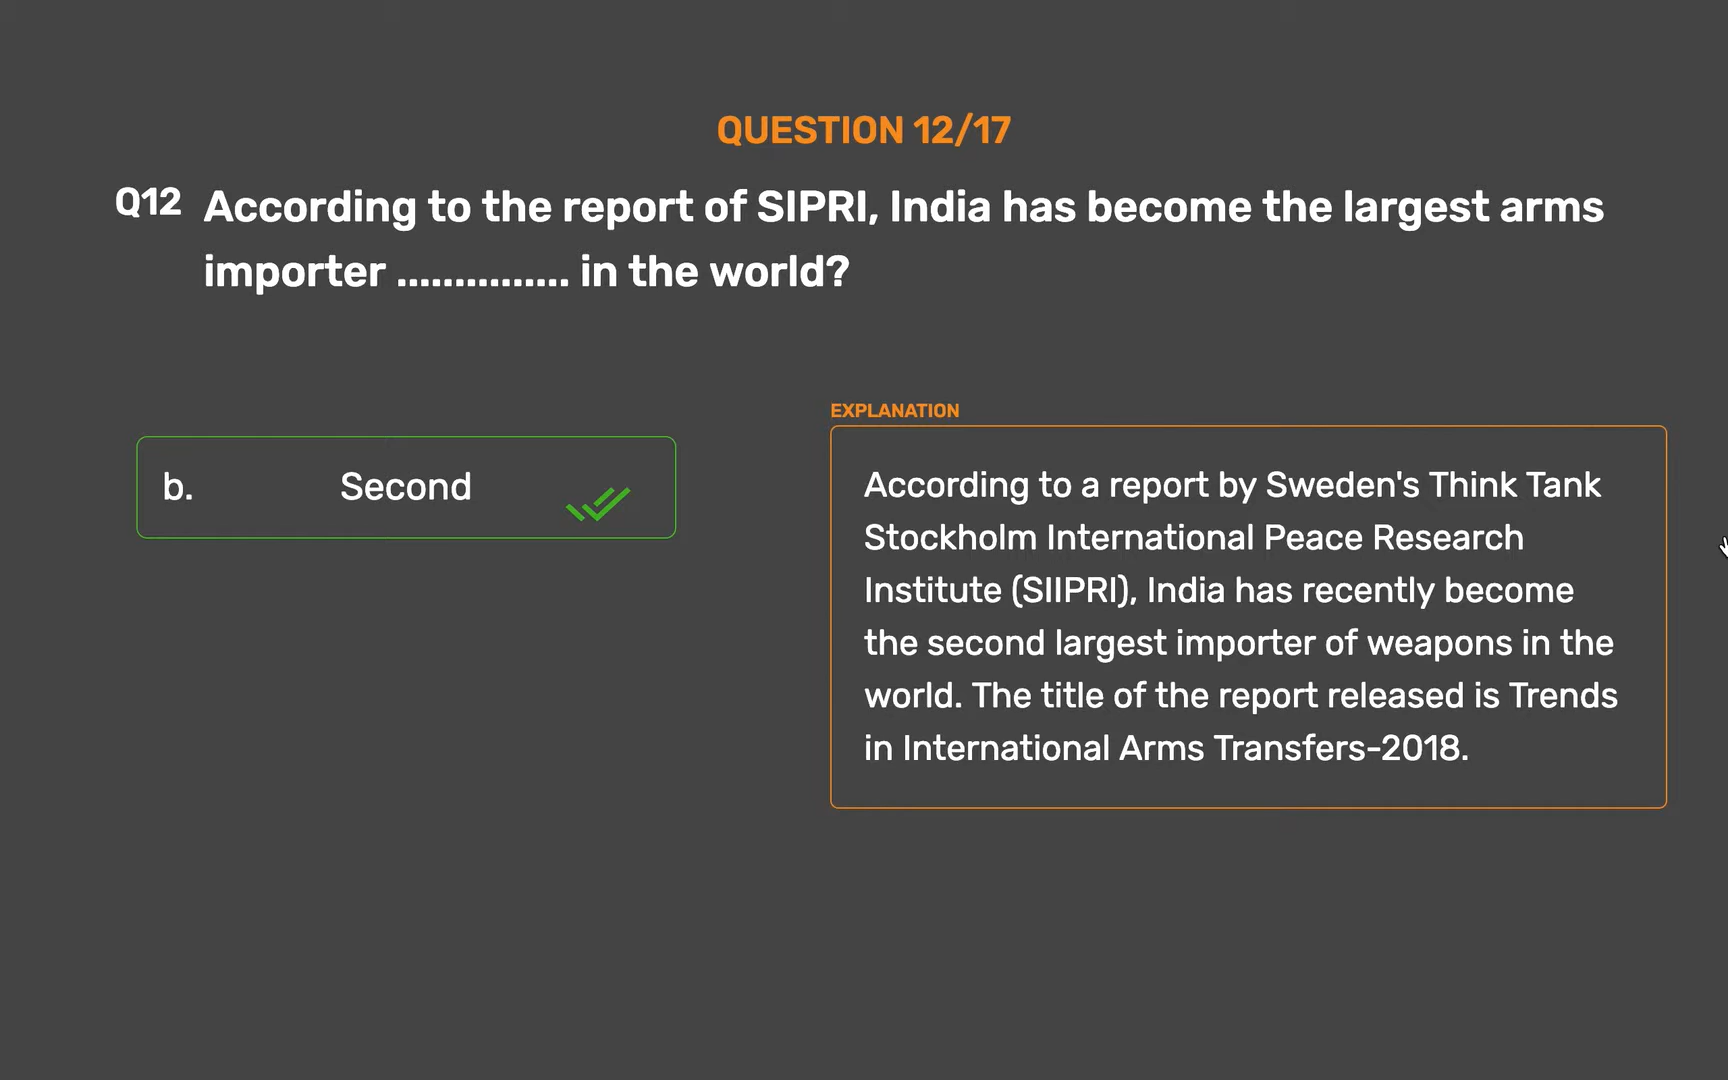 QUESTION 12/17
Q12 According to the report of SIPRI, India has become the largest arms
importer ............... in the world?
EXPLANATION
b. Second
According to a report by Sweden's Think Tank
Stockholm International Peace Research
Institute (SIIPRI), India has recently become
the second largest importer of weapons in the
world. The title of the report released is Trends
in International Arms Transfers-2018.